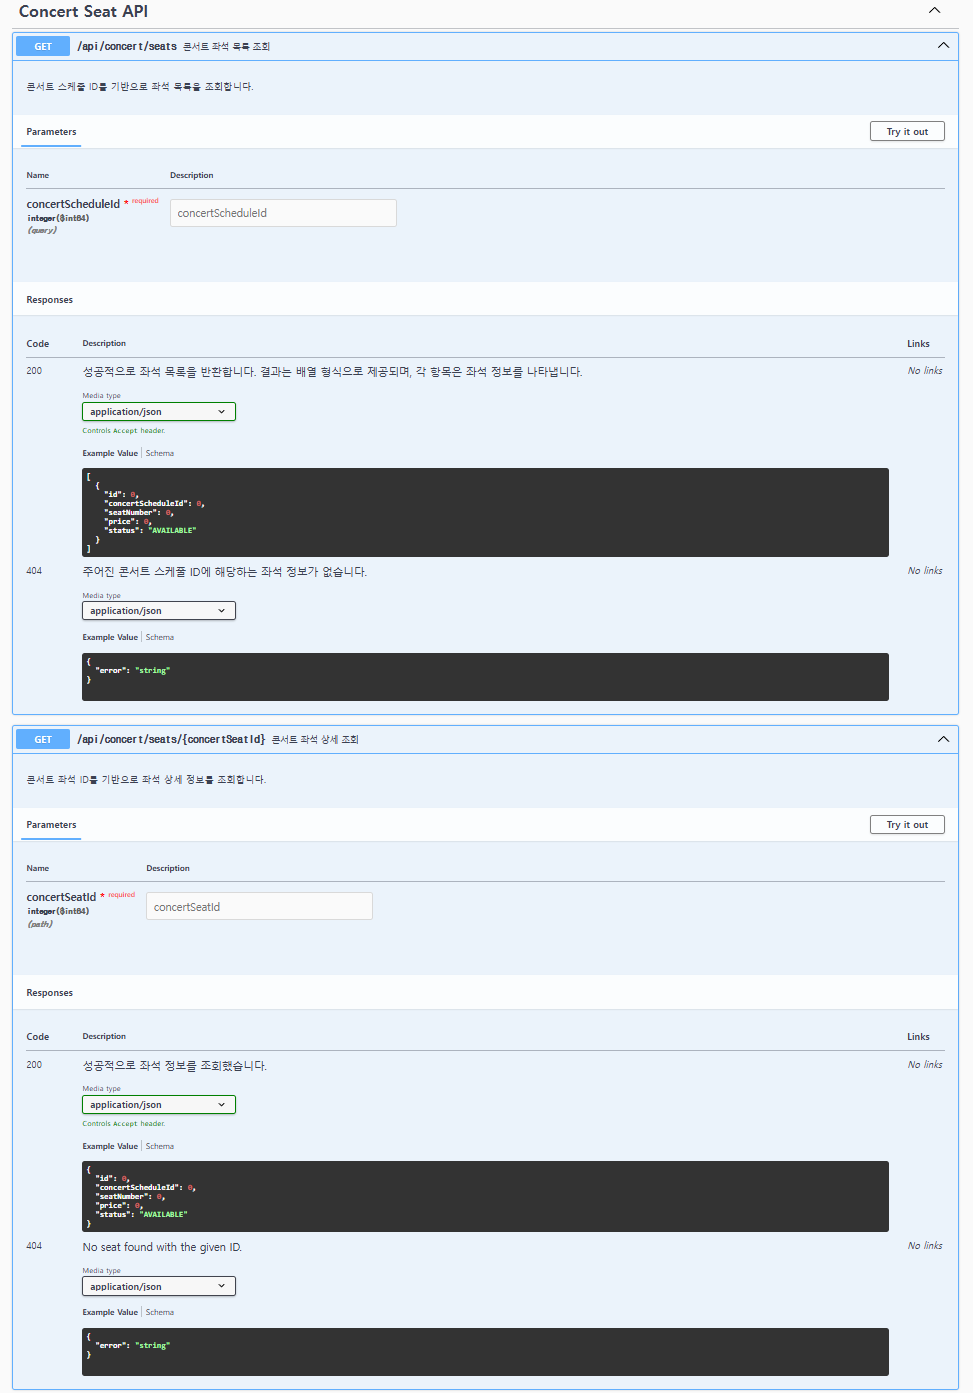 Concert Seat API
GET /api/concert/seats 콘서트 좌석 목록 조회
콘서트 스케줄 ID를 기반으로 좌석 목록을 조회합니다.
Parameters
Try it out
Name Description
concertScheduleId * required
integer($int64)
(query)
concertScheduleId
Responses
Code Description Links
200 성공적으로 좌석 목록을 반환합니다. 결과는 배열 형식으로 제공되며, 각 항목은 좌석 정보를 나타냅니다. No links
Media type
application/json
Controls Accept header.
Example Value Schema
[
{
"id": 0,
"concertScheduleId": 0,
"seatNumber": 0,
"price": 0,
"status": "AVAILABLE"
}
]
404 주어진 콘서트 스케줄 ID에 해당하는 좌석 정보가 없습니다. No links
Media type
application/json
Example Value Schema
{
"error": "string"
}
GET /api/concert/seats/{concertSeatId} 콘서트 좌석 상세 조회
콘서트 좌석 ID를 기반으로 좌석 상세 정보를 조회합니다.
Parameters
Try it out
Name Description
concertSeatId * required
integer($int64)
(path)
concertSeatId
Responses
Code Description Links
200 성공적으로 좌석 정보를 조회했습니다. No links
Media type
application/json
Controls Accept header.
Example Value Schema
{
"id": 0,
"concertScheduleId": 0,
"seatNumber": 0,
"price": 0,
"status": "AVAILABLE"
}
404 No seat found with the given ID. No links
Media type
application/json
Example Value Schema
{
"error": "string"
}